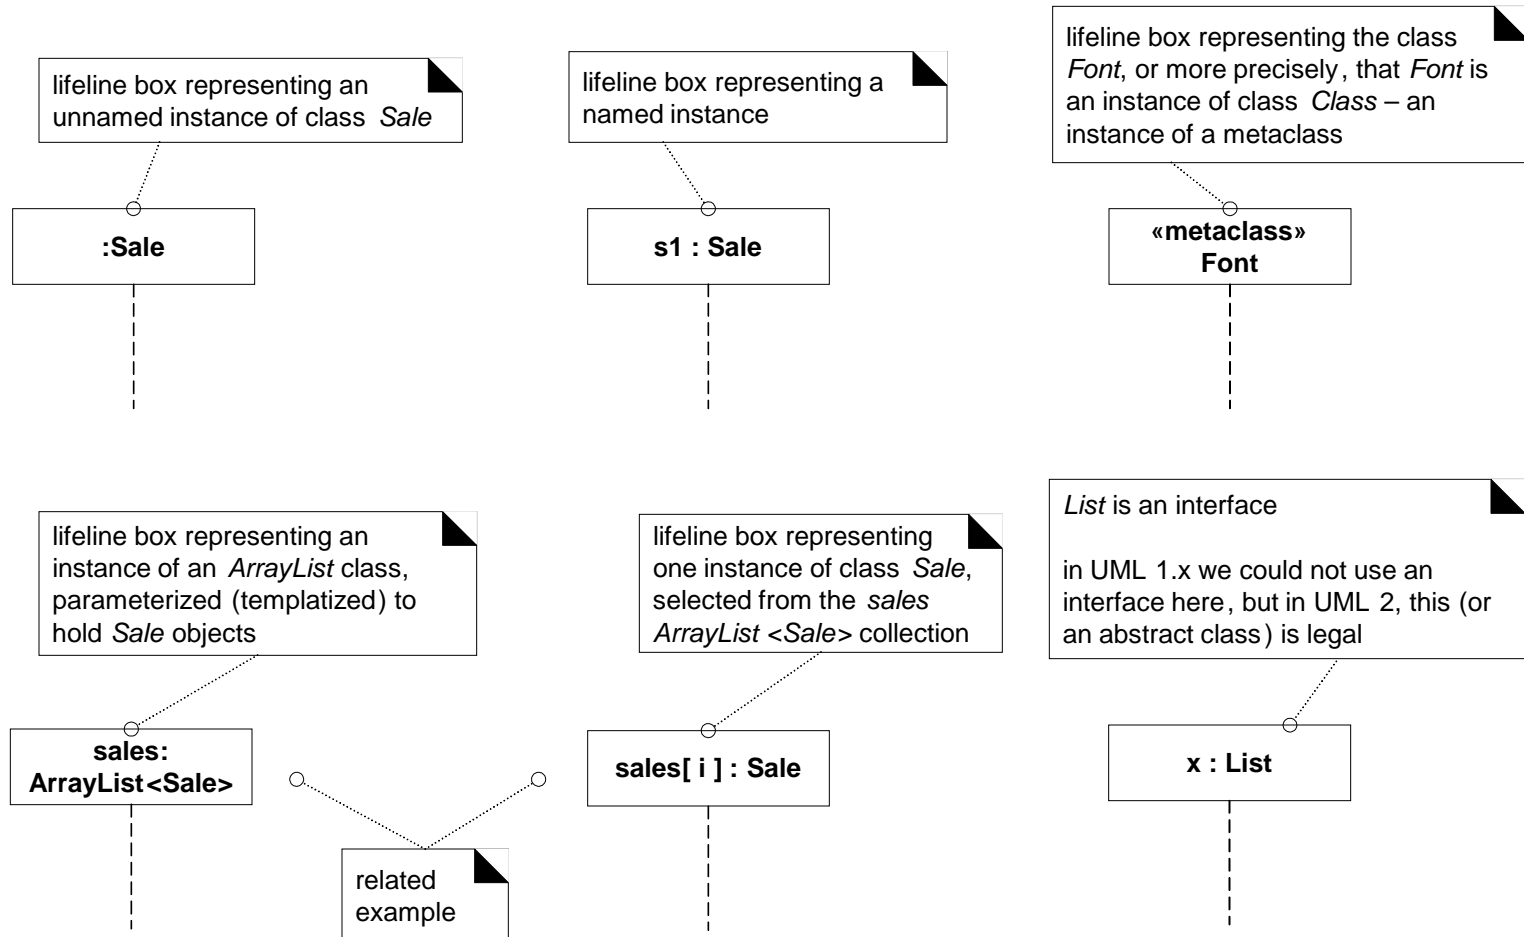 lifeline box representing an
unnamed instance of class Sale
:Sale
lifeline box representing a
named instance
s1 : Sale
lifeline box representing the class
Font, or more precisely, that Font is
an instance of class Class – an
instance of a metaclass
«metaclass»
Font
lifeline box representing an
instance of an ArrayList class,
parameterized (templatized) to
hold Sale objects
sales:
ArrayList<Sale>
related
example
lifeline box representing
one instance of class Sale,
selected from the sales
ArrayList <Sale> collection
sales[ i ] : Sale
List is an interface
in UML 1.x we could not use an
interface here, but in UML 2, this (or
an abstract class) is legal
x : List